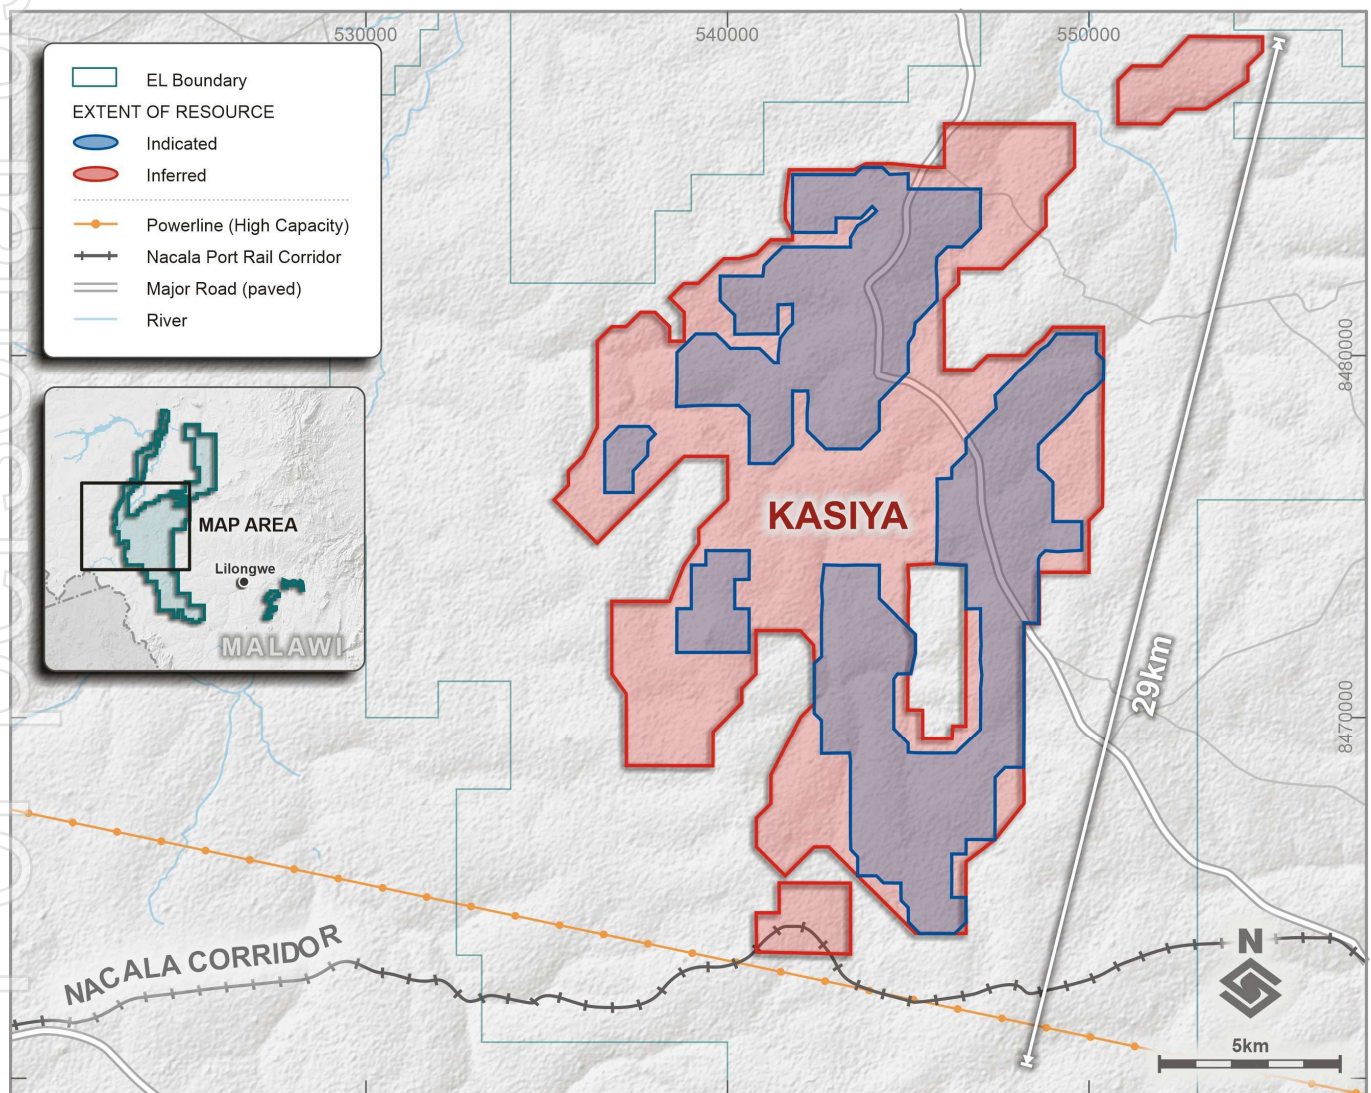 530000
540000
550000
EL Boundary
EXTENT OF RESOURCE
Indicated
Inferred
Powerline (High Capacity)
Nacala Port Rail Corridor
Major Road (paved)
River
8480000
MAP AREA
Lilongwe
MALAWI
KASIYA
29km
8470000
NACALA CORRIDOR
N
5km